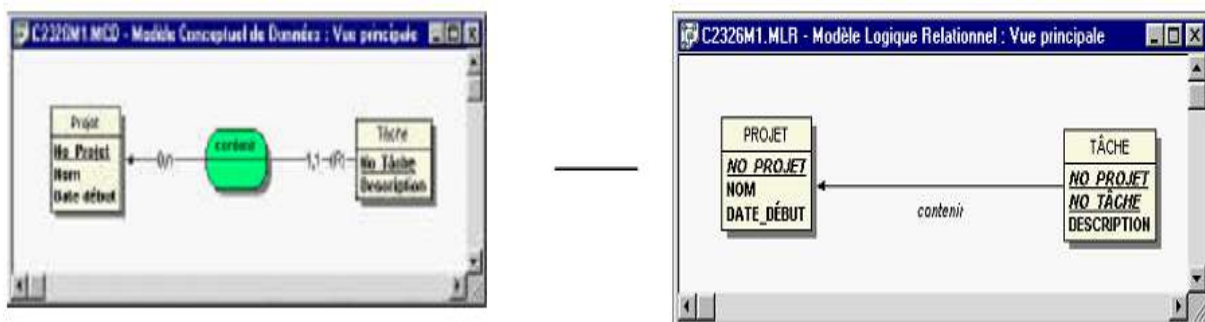 C2326M1.MCD - Modèle Conceptuel de Données : Vue principale
Projet
No Projet
Nom
Date début
0,n
contenir
1,1
(R)
Tâche
No Tâche
Description
C2326M1.MLR - Modèle Logique Relationnel : Vue principale
PROJET
NO PROJET
NOM
DATE_DÉBUT
contenir
TÂCHE
NO PROJET
NO TÂCHE
DESCRIPTION